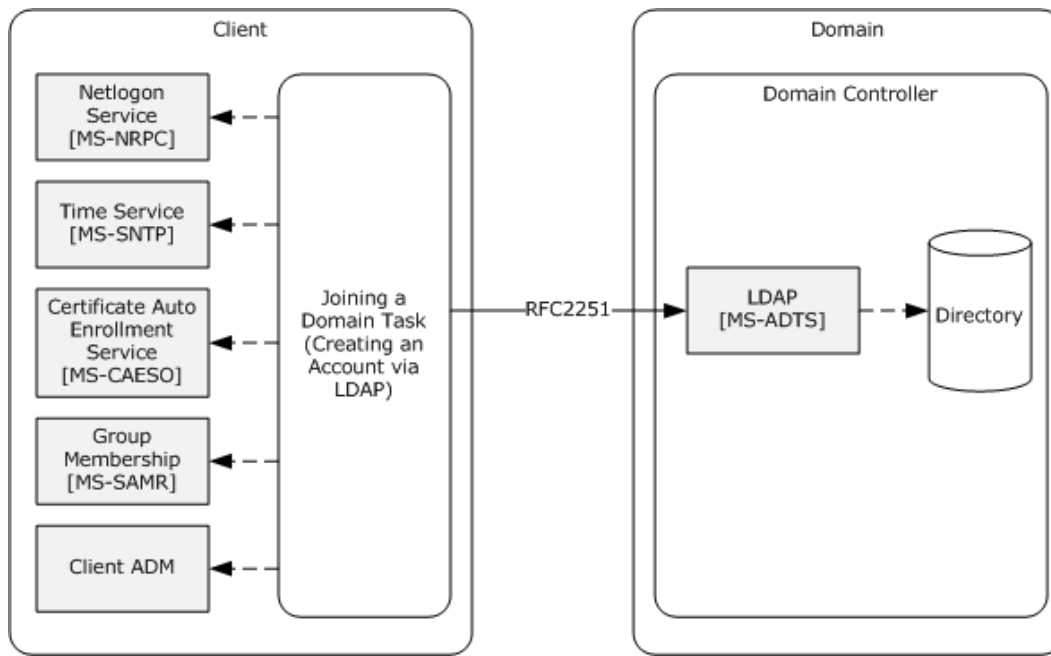 Client
Netlogon
Service
[MS-NRPC]
Time Service
[MS-SNTP]
Certificate Auto
Enrollment
Service
[MS-CAESO]
Group
Membership
[MS-SAMR]
Client ADM
Joining a
Domain Task
(Creating an
Account via
LDAP)
RFC2251
Domain
Domain Controller
LDAP
[MS-ADTS]
Directory